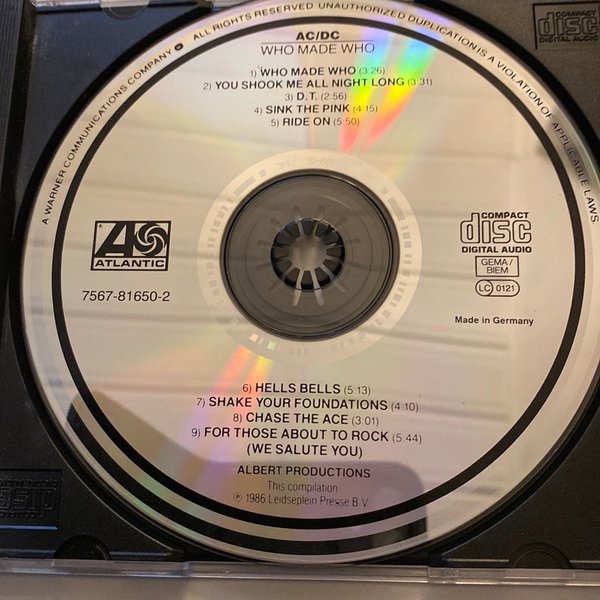 A WARNER COMMUNICATIONS COMPANY ALL RIGHTS RESERVED UNAUTHORIZED DUPLICATION IS A VIOLATION OF APPLICABLE LAWS
AC/DC
WHO MADE WHO
1) WHO MADE WHO (3:26)
2) YOU SHOOK ME ALL NIGHT LONG (3:31)
3) D.T. (2:56)
4) SINK THE PINK (4:15)
5) RIDE ON (5:50)
ATLANTIC
7567-81650-2
COMPACT
disc
DIGITAL AUDIO
GEMA/
BIEM
LC 0121
Made in Germany
6) HELLS BELLS (5:13)
7) SHAKE YOUR FOUNDATIONS (4:10)
8) CHASE THE ACE (3:01)
9) FOR THOSE ABOUT TO ROCK (5:44)
(WE SALUTE YOU)
ALBERT PRODUCTIONS
This compilation
℗ 1986 Leidseplein Presse B.V.
COMPACT
disc
DIGITAL AUDIO